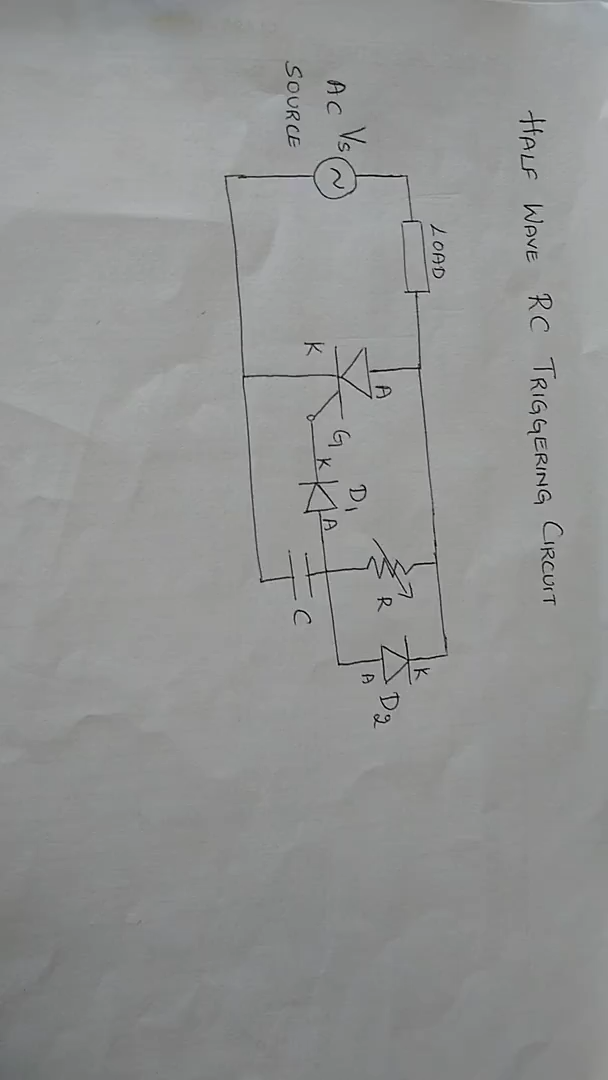 HALF WAVE RC TRIGGERING CIRCUIT
LOAD
AC Vs
SOURCE
A
K
G
D1
K
A
R
C
K
D2
A